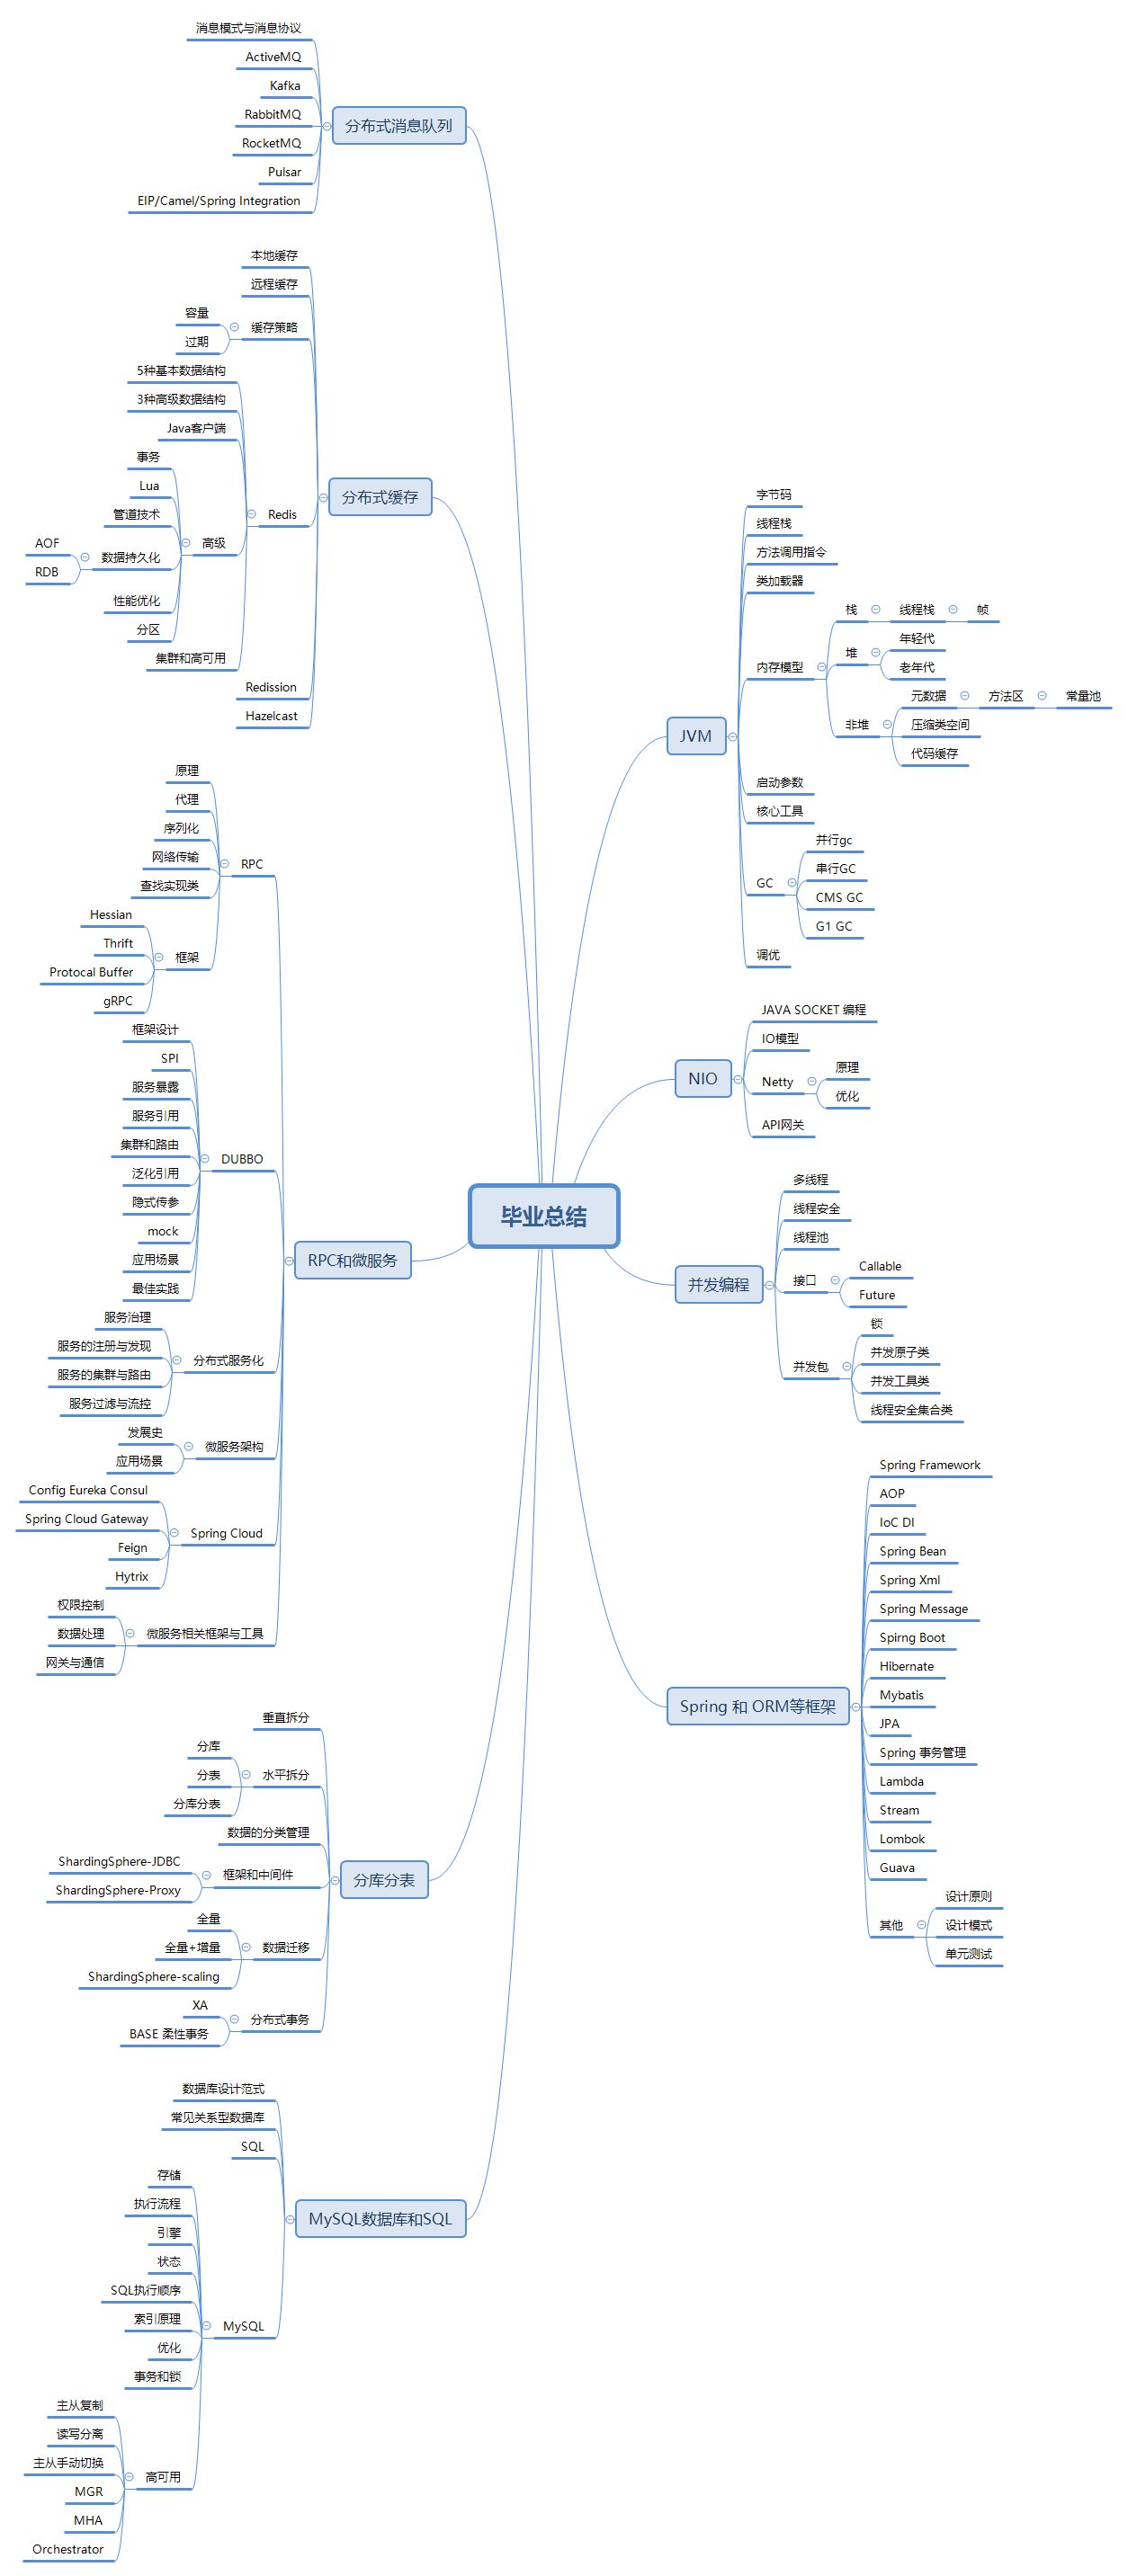 毕业总结
JVM
字节码
线程栈
方法调用指令
类加载器
内存模型
栈
线程栈
帧
堆
年轻代
老年代
非堆
元数据
方法区
常量池
压缩类空间
代码缓存
启动参数
核心工具
GC
并行gc
串行GC
CMS GC
G1 GC
调优
NIO
JAVA SOCKET 编程
IO模型
Netty
原理
优化
API网关
并发编程
多线程
线程安全
线程池
接口
Callable
Future
并发包
锁
并发原子类
并发工具类
线程安全集合类
Spring 和 ORM等框架
Spring Framework
AOP
IoC DI
Spring Bean
Spring Xml
Spring Message
Spirng Boot
Hibernate
Mybatis
JPA
Spring 事务管理
Lambda
Stream
Lombok
Guava
其他
设计原则
设计模式
单元测试
分布式消息队列
消息模式与消息协议
ActiveMQ
Kafka
RabbitMQ
RocketMQ
Pulsar
EIP/Camel/Spring Integration
分布式缓存
本地缓存
远程缓存
缓存策略
容量
过期
Redis
5种基本数据结构
3种高级数据结构
Java客户端
高级
事务
Lua
管道技术
数据持久化
AOF
RDB
性能优化
分区
集群和高可用
Redission
Hazelcast
RPC和微服务
RPC
原理
代理
序列化
网络传输
查找实现类
框架
Hessian
Thrift
Protocal Buffer
gRPC
DUBBO
框架设计
SPI
服务暴露
服务引用
集群和路由
泛化引用
隐式传参
mock
应用场景
最佳实践
分布式服务化
服务治理
服务的注册与发现
服务的集群与路由
服务过滤与流控
微服务架构
发展史
应用场景
Spring Cloud
Config Eureka Consul
Spring Cloud Gateway
Feign
Hytrix
微服务相关框架与工具
权限控制
数据处理
网关与通信
分库分表
垂直拆分
水平拆分
分库
分表
分库分表
数据的分类管理
框架和中间件
ShardingSphere-JDBC
ShardingSphere-Proxy
数据迁移
全量
全量+增量
ShardingSphere-scaling
分布式事务
XA
BASE 柔性事务
MySQL数据库和SQL
数据库设计范式
常见关系型数据库
SQL
MySQL
存储
执行流程
引擎
状态
SQL执行顺序
索引原理
优化
事务和锁
高可用
主从复制
读写分离
主从手动切换
MGR
MHA
Orchestrator